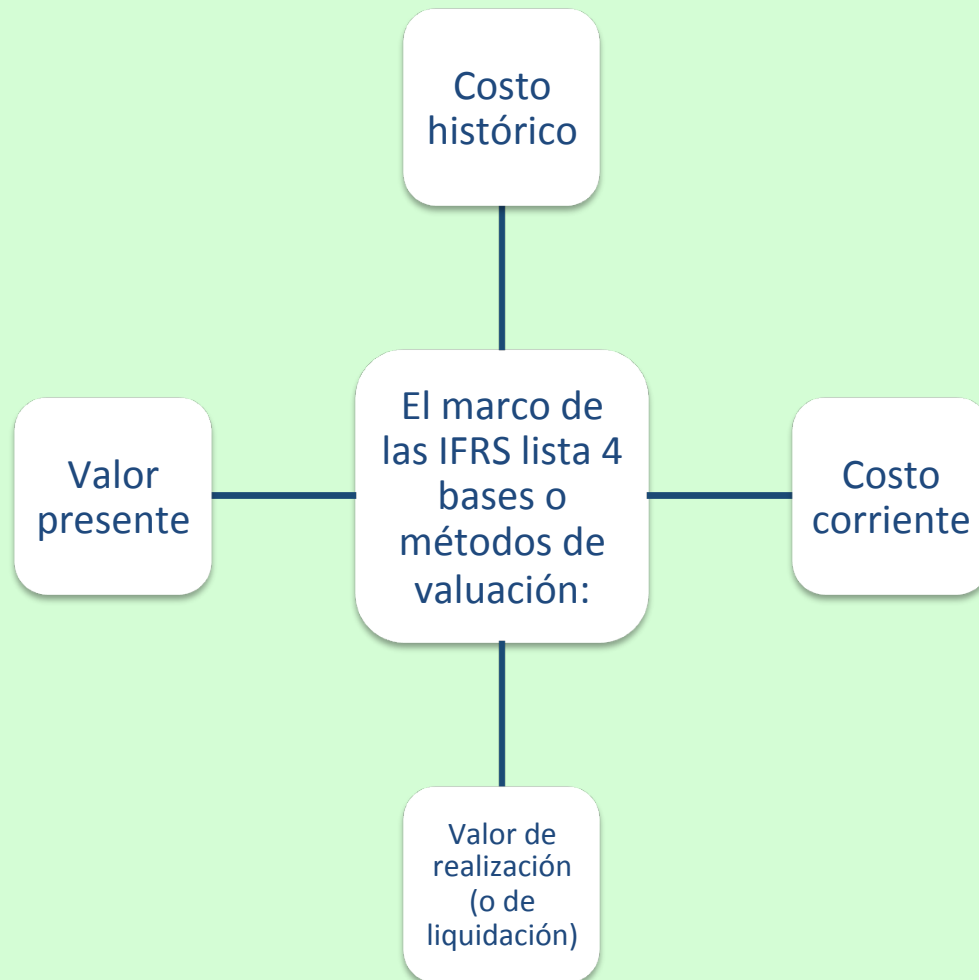 Costo
histórico
El marco de
las IFRS lista 4
bases o
métodos de
valuación:
Valor
presente
Costo
corriente
Valor de
realización
(o de
liquidación)